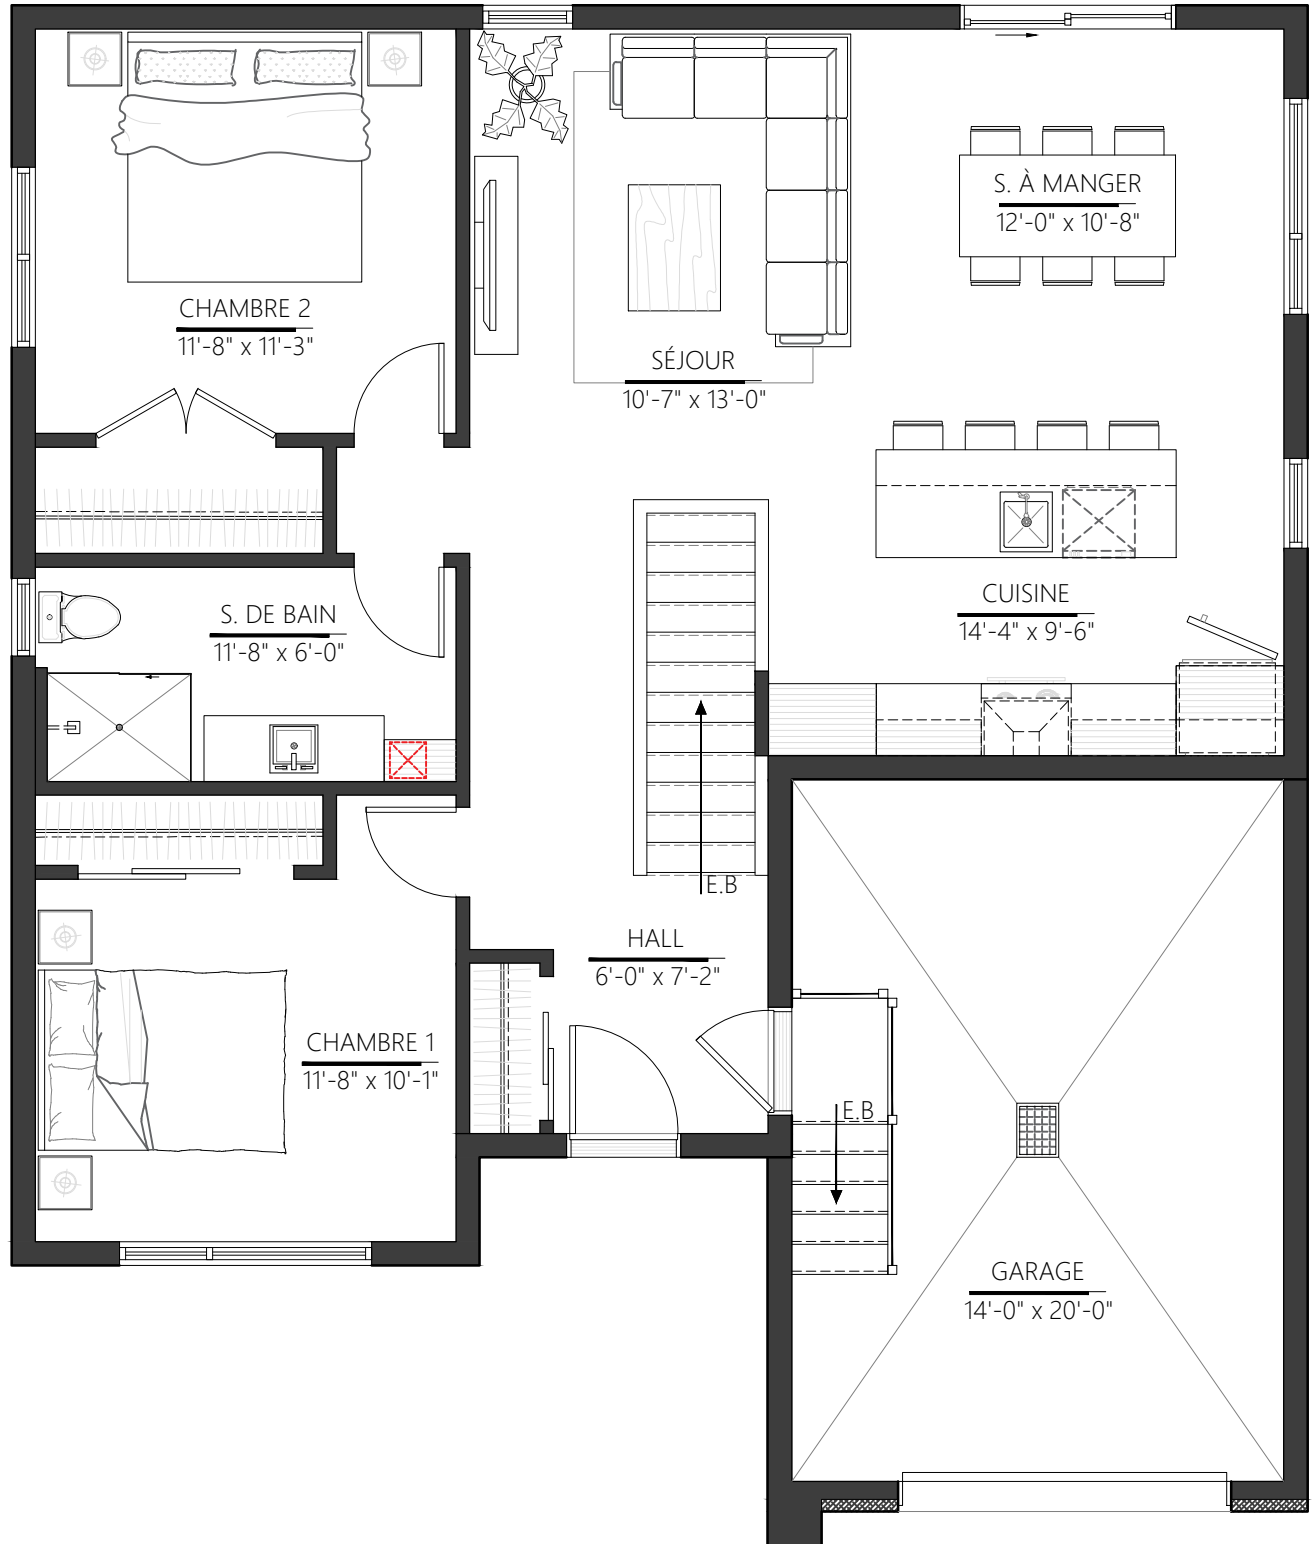 S. À MANGER
12'-0" x 10'-8"
CHAMBRE 2
11'-8" x 11'-3"
SÉJOUR
10'-7" x 13'-0"
CUISINE
14'-4" x 9'-6"
S. DE BAIN
11'-8" x 6'-0"
E.B
HALL
6'-0" x 7'-2"
CHAMBRE 1
11'-8" x 10'-1"
E.B
GARAGE
14'-0" x 20'-0"